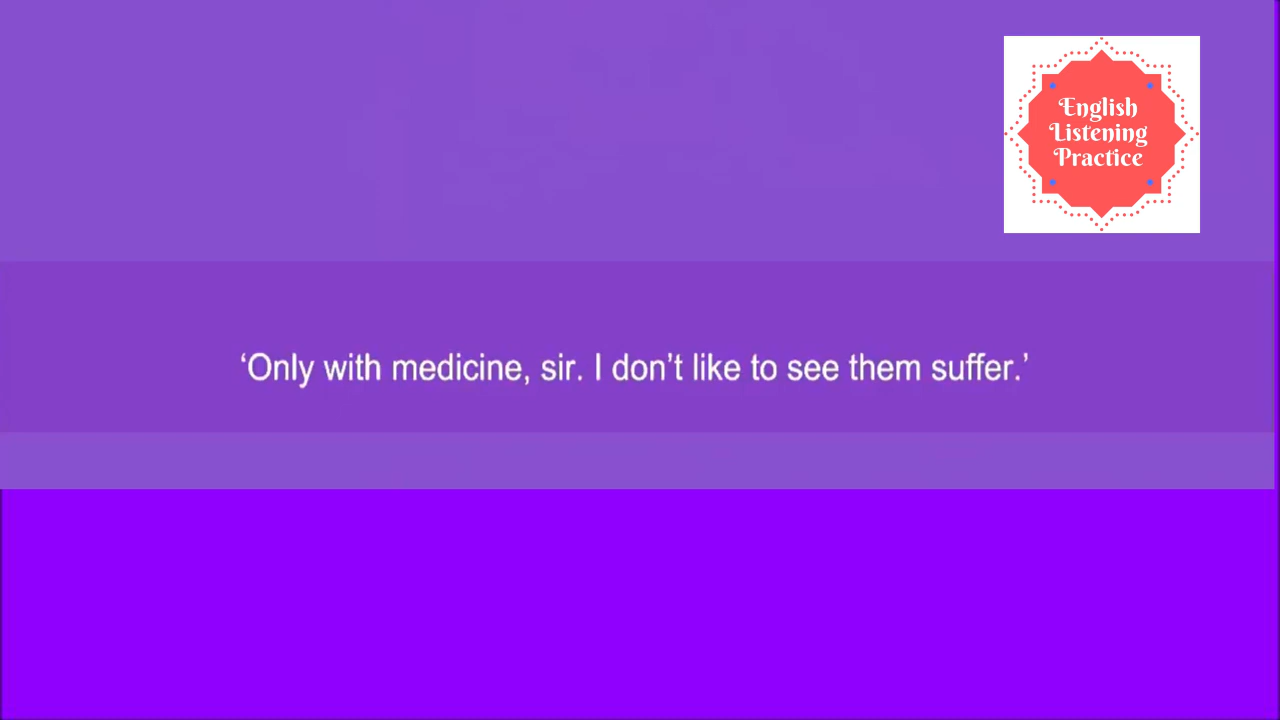 English
Listening
Practice
‘Only with medicine, sir. I don’t like to see them suffer.’